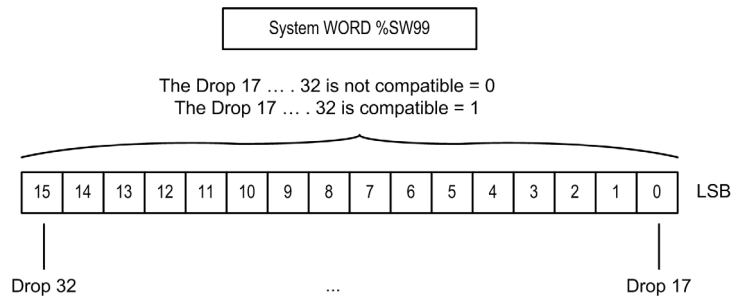 System WORD %SW99
The Drop 17 ... . 32 is not compatible = 0
The Drop 17 ... . 32 is compatible = 1
15 14 13 12 11 10 9 8 7 6 5 4 3 2 1 0 LSB
Drop 32 ... Drop 17